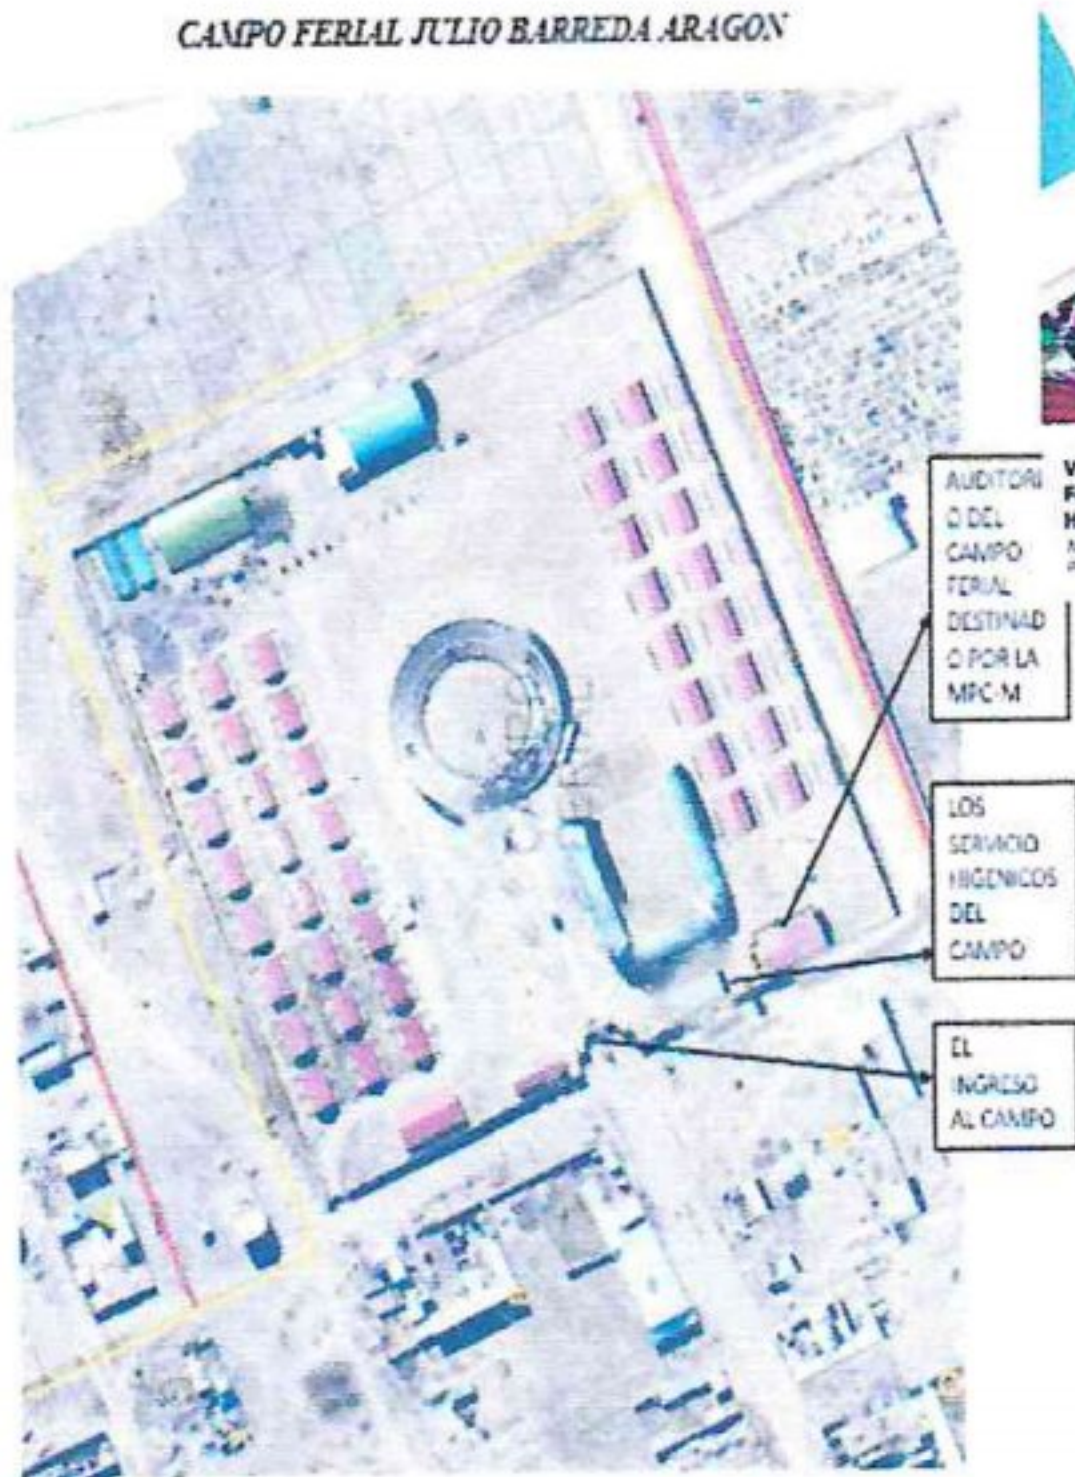 CAMPO FERIAL JULIO BARREDA ARAGON
AUDITORI
O DEL
CAMPO
FERIAL
DESTINAD
O POR LA
MPC-M
LOS
SERVICIO
HIGENICOS
DEL
CAMPO
EL
INGRESO
AL CAMPO